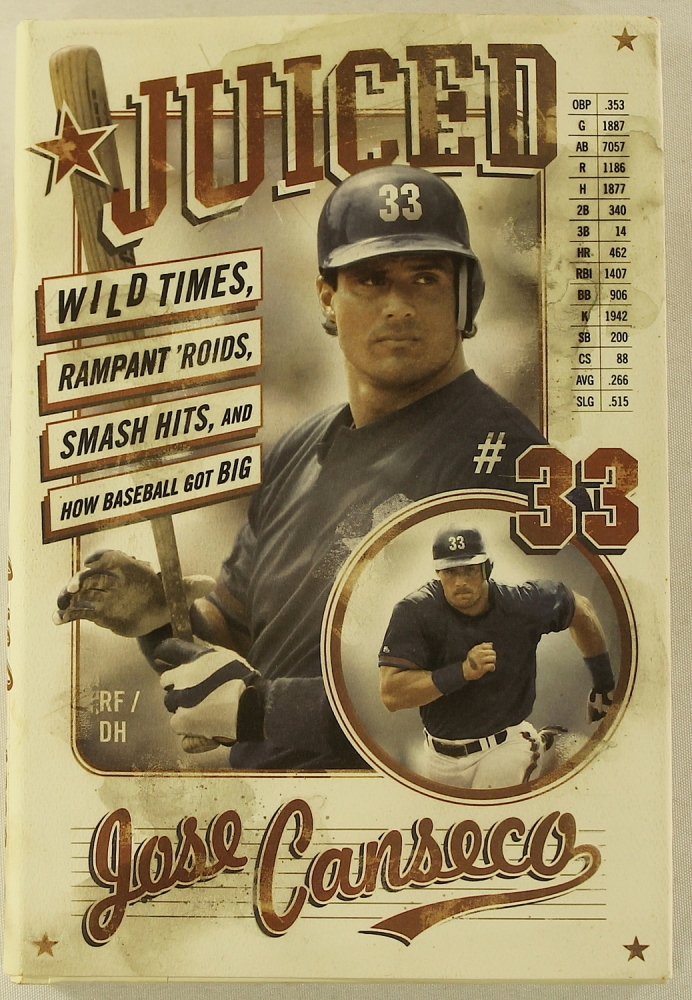 JUICED
WILD TIMES,
RAMPANT 'ROIDS,
SMASH HITS, AND
HOW BASEBALL GOT BIG
33
OBP .353
G 1887
AB 7057
R 1186
H 1877
2B 340
3B 14
HR 462
RBI 1407
BB 906
K 1942
SB 200
CS 88
AVG .266
SLG .515
#33
33
RF /
DH
Jose Canseco